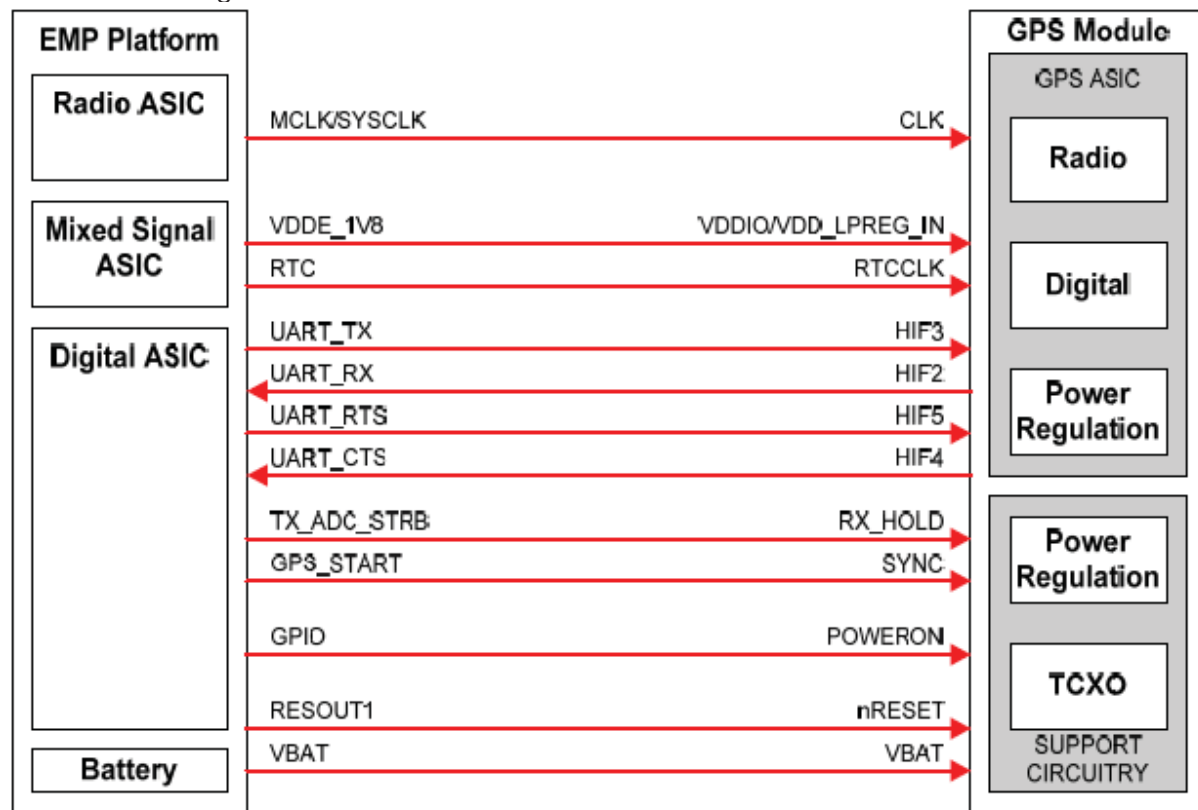 EMP Platform
Radio ASIC
Mixed Signal
ASIC
Digital ASIC
Battery
MCLK/SYSCLK CLK
VDDE_1V8 VDDIO/VDD_LPREG_IN
RTC RTCCLK
UART_TX HIF3
UART_RX HIF2
UART_RTS HIF5
UART_CTS HIF4
TX_ADC_STRB RX_HOLD
GPS_START SYNC
GPIO POWERON
RESOUT1 nRESET
VBAT VBAT
GPS Module
GPS ASIC
Radio
Digital
Power
Regulation
Power
Regulation
TCXO
SUPPORT
CIRCUITRY